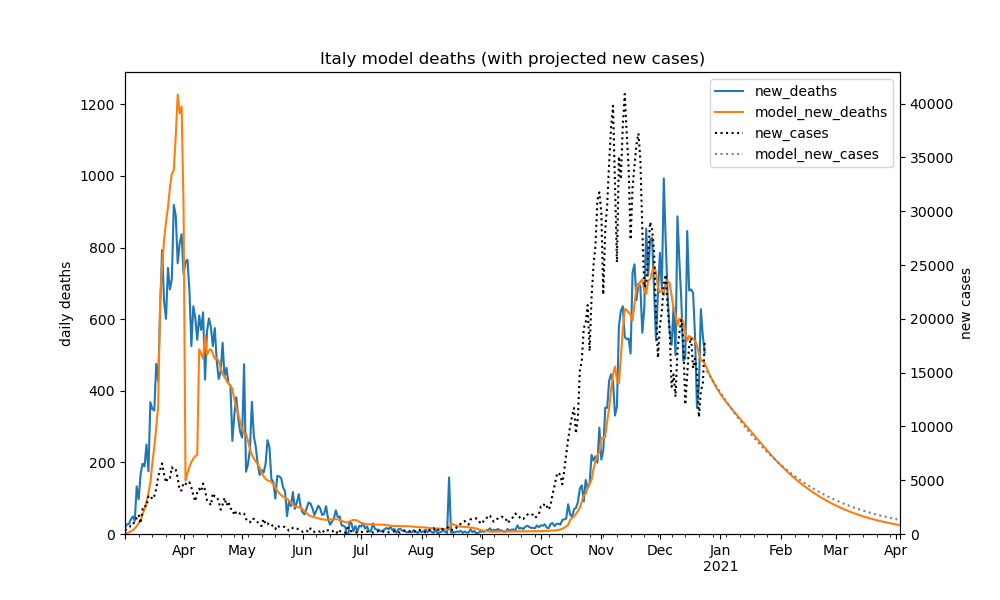 Italy model deaths (with projected new cases)
new_deaths
model_new_deaths
new_cases
model_new_cases
daily deaths
new cases
1200
1000
800
600
400
200
0
40000
35000
30000
25000
20000
15000
10000
5000
0
Apr May Jun Jul Aug Sep Oct Nov Dec Jan Feb Mar Apr
2021